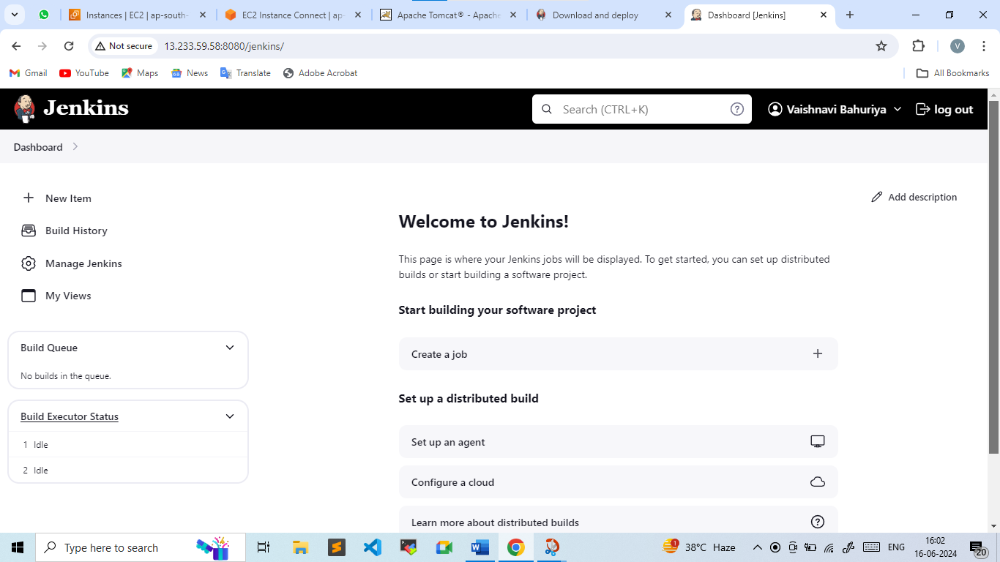 Instances | EC2 | ap-south-
EC2 Instance Connect | ap-
Apache Tomcat® - Apache
Download and deploy
Dashboard [Jenkins]
Not secure
13.233.59.58:8080/jenkins/
V
Gmail
YouTube
Maps
News
Translate
Adobe Acrobat
All Bookmarks
Jenkins
Search (CTRL+K)
Vaishnavi Bahuriya
log out
Dashboard
New Item
Build History
Manage Jenkins
My Views
Build Queue
No builds in the queue.
Build Executor Status
1 Idle
2 Idle
Add description
Welcome to Jenkins!
This page is where your Jenkins jobs will be displayed. To get started, you can set up distributed
builds or start building a software project.
Start building your software project
Create a job
Set up a distributed build
Set up an agent
Configure a cloud
Learn more about distributed builds
Type here to search
1
38°C Haze
ENG
16:02
16-06-2024
20